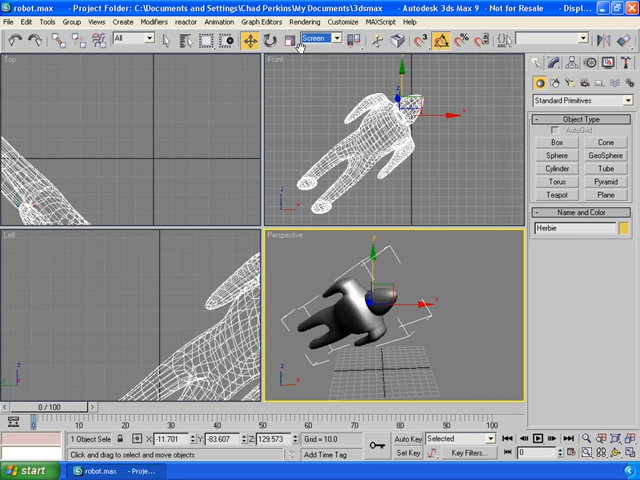 robot.max - Project Folder: C:\Documents and Settings\Chad Perkins\My Documents\3dsmax - Autodesk 3ds Max 9 - Not for Resale - Displ...
File Edit Tools Group Views Create Modifiers reactor Animation Graph Editors Rendering Customize MAXScript Help
All Screen
Top
Front
Left
Perspective
Standard Primitives
Object Type
AutoGrid
Box Cone
Sphere GeoSphere
Cylinder Tube
Torus Pyramid
Teapot Plane
Name and Color
Herbie
0 / 100
0 10 20 30 40 50 60 70 80 90 100
1 Object Sele X: -11.701 Y: -83.607 Z: 129.573 Grid = 10.0 Auto Key Selected
Click and drag to select and move objects Add Time Tag Set Key Key Filters... 0
start robot.max - Proje...